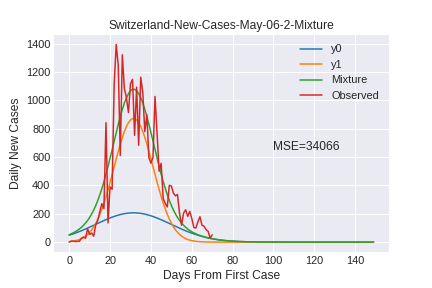 Switzerland-New-Cases-May-06-2-Mixture
Daily New Cases
1400
1200
1000
800
600
400
200
0
y0
y1
Mixture
Observed
MSE=34066
0 20 40 60 80 100 120 140
Days From First Case